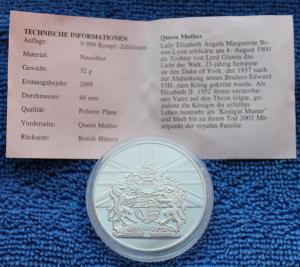 TECHNISCHE INFORMATIONEN
Auflage: 9.999 Kompl.-Editionen
Material: Neusilber
Gewicht: 32 g
Erstausgabejahr: 2005
Durchmesser: 40 mm
Prägequalität: Polierte Platte
Vorderseite: Queen Mother
Rückseite: British History
Queen Mother
Lady Elizabeth Angela Marguerite Bo-
wes-Lyon erblickte am 4. August 1900
als Tochter von Lord Glamis das
Licht der Welt. 23-jährig heiratete
sie den Duke of York, der 1937 nach
der Abdankung seines Bruders Edward
VIII. zum König gekrönt wurde. Als
Elizabeth II. 1952 ihrem verstorbe-
nen Vater auf den Thron folgte, ge-
staltete die Königin ihr erfülltes
Leben nunmehr als "Königin Mutter"
und blieb bis zu ihrem Tod 2002 Mit-
telpunkt der royalen Familie.